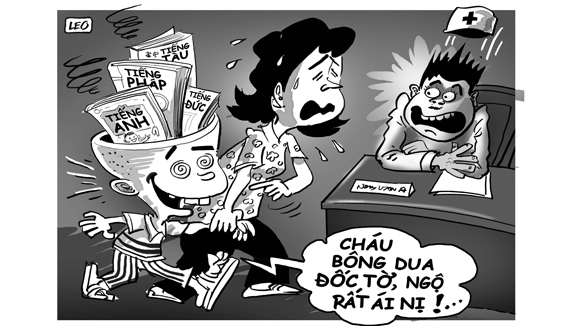 LEO
TIẾNG
TÀU
TIẾNG
PHÁP
TIẾNG
ĐỨC
TIẾNG
ANH
CHÁU
BÔNG DUA
ĐỐC TỜ, NGỘ
RẤT ÁI NỊ !...